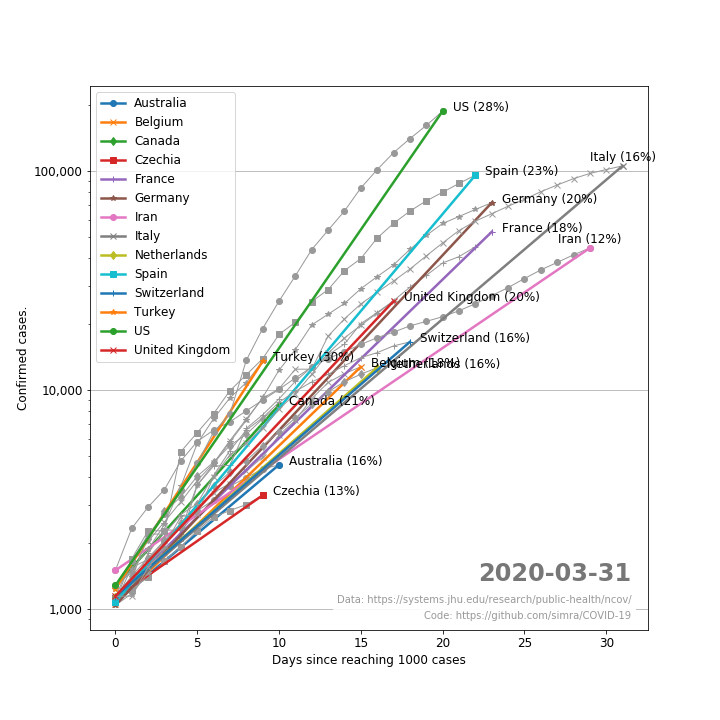 Australia
Belgium
Canada
Czechia
France
Germany
Iran
Italy
Netherlands
Spain
Switzerland
Turkey
US
United Kingdom
US (28%)
Italy (16%)
Spain (23%)
Germany (20%)
France (18%)
Iran (12%)
United Kingdom (20%)
Switzerland (16%)
Turkey (30%)
Belgium (18%)
Netherlands (16%)
Canada (21%)
Australia (16%)
Czechia (13%)
100,000
10,000
1,000
Confirmed cases.
2020-03-31
Data: https://systems.jhu.edu/research/public-health/ncov/
Code: https://github.com/simra/COVID-19
0 5 10 15 20 25 30
Days since reaching 1000 cases